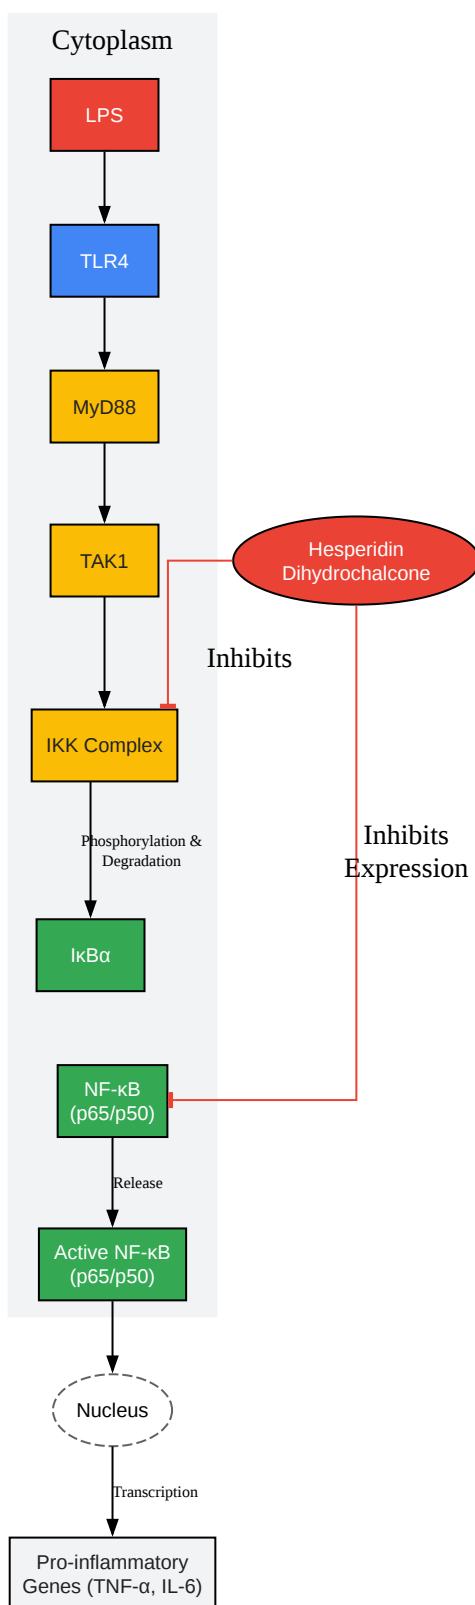 Cytoplasm
LPS
TLR4
MyD88
TAK1
Hesperidin
Dihydrochalcone
Inhibits
IKK Complex
Phosphorylation &
Degradation
Inhibits
Expression
IκBα
NF-κB
(p65/p50)
Release
Active NF-κB
(p65/p50)
Nucleus
Transcription
Pro-inflammatory
Genes (TNF-α, IL-6)